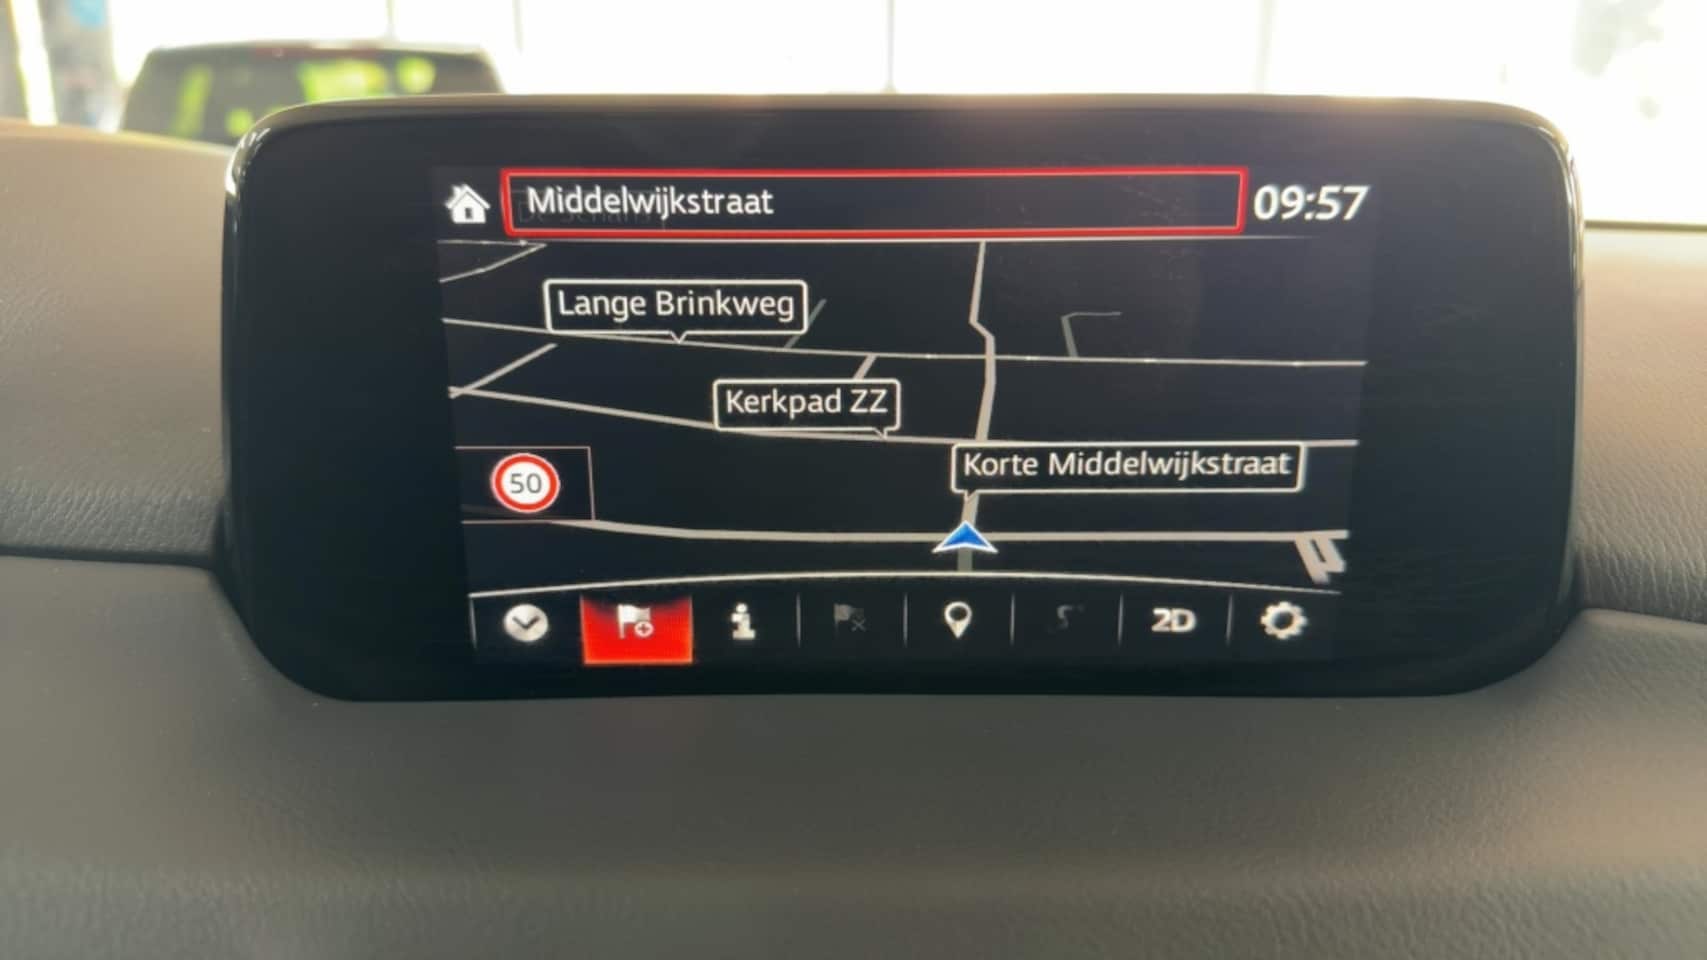 Middelwijkstraat
09:57
Lange Brinkweg
Kerkpad ZZ
Korte Middelwijkstraat
50
2D